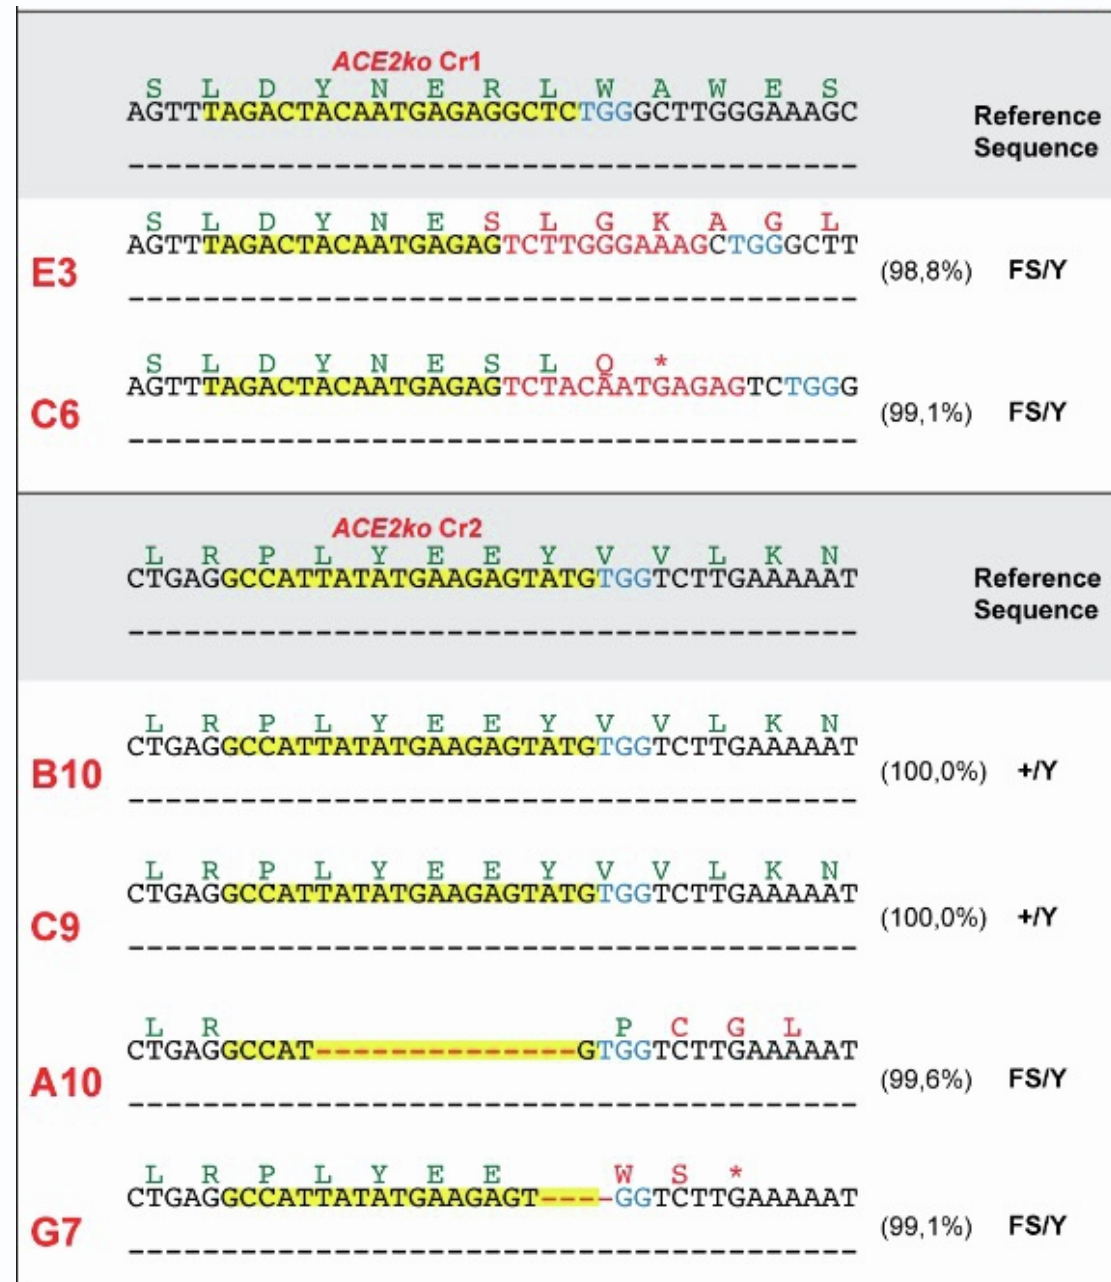 ACE2ko Cr1
S L D Y N E R L W A W E S
AGTTTAGACTACAATGAGAGGCTCTGGGCTTGGGAAAGC
Reference
Sequence
---------------------------------------
S L D Y N E S L G K A G L
AGTTTAGACTACAATGAGAGTCTTGGGAAAGCTGGGCTT
E3
(98,8%) FS/Y
---------------------------------------
S L D Y N E S L Q *
AGTTTAGACTACAATGAGAGTCTACAATGAGAGTCTGGG
C6
(99,1%) FS/Y
---------------------------------------
ACE2ko Cr2
L R P L Y E E Y V V L K N
CTGAGGCCATTATATGAAGAGTATGTGGTCTTGAAAAAT
Reference
Sequence
---------------------------------------
L R P L Y E E Y V V L K N
CTGAGGCCATTATATGAAGAGTATGTGGTCTTGAAAAAT
B10
(100,0%) +/Y
---------------------------------------
L R P L Y E E Y V V L K N
CTGAGGCCATTATATGAAGAGTATGTGGTCTTGAAAAAT
C9
(100,0%) +/Y
---------------------------------------
L R P C G L
CTGAGGCCAT--------------GTGGTCTTGAAAAAT
A10
(99,6%) FS/Y
---------------------------------------
L R P L Y E E W S *
CTGAGGCCATTATATGAAGAGT----GGTCTTGAAAAAT
G7
(99,1%) FS/Y
---------------------------------------